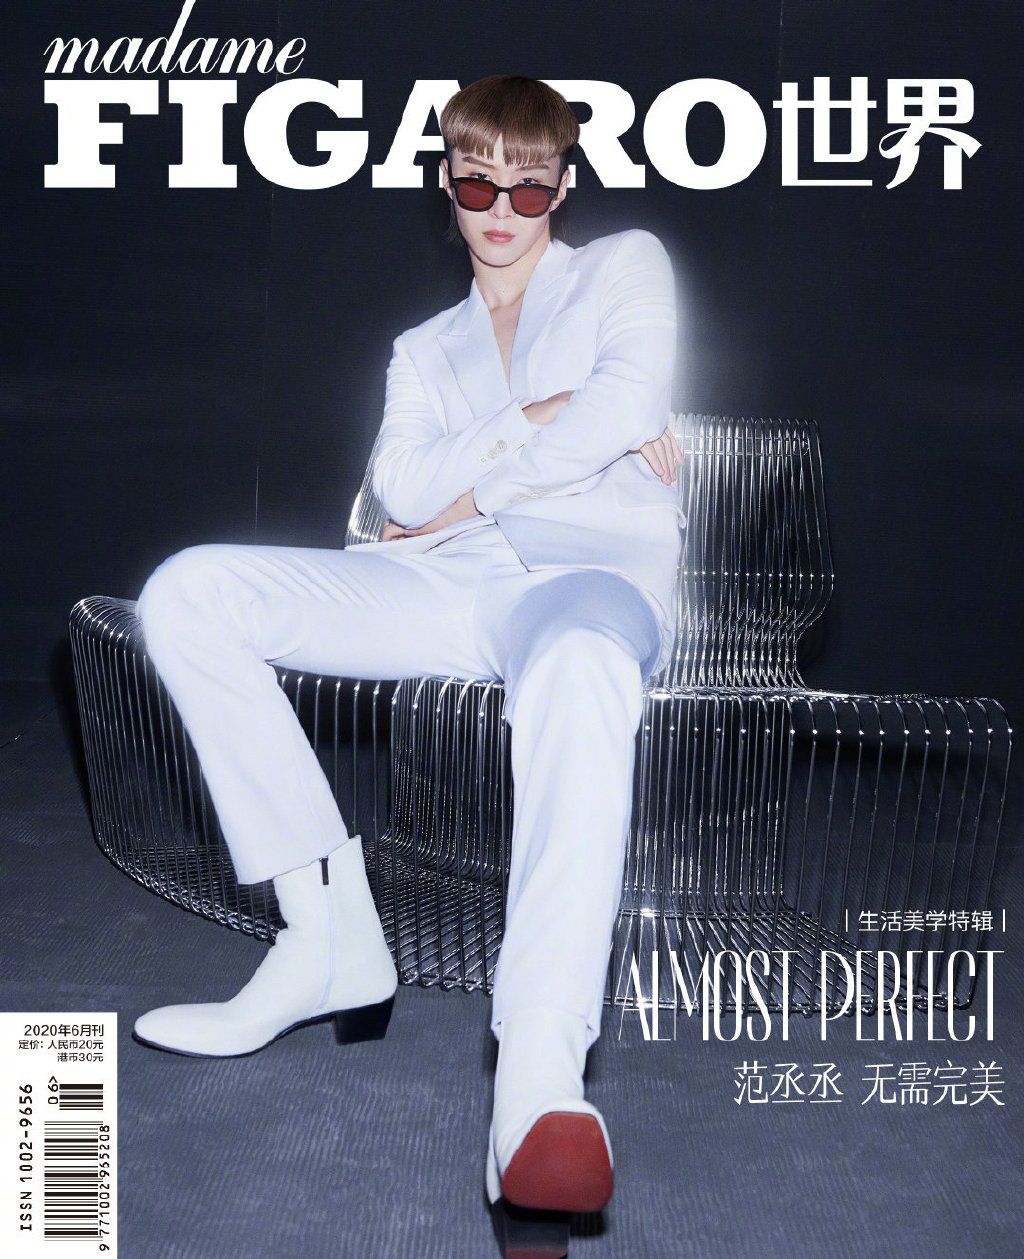 madame
FIGARO世界
| 生活美学特辑 |
ALMOST PERFECT
范丞丞 无需完美
2020年6月刊
定价: 人民币20元
港币30元
06>
ISSN 1002-9656
9 771002 965208